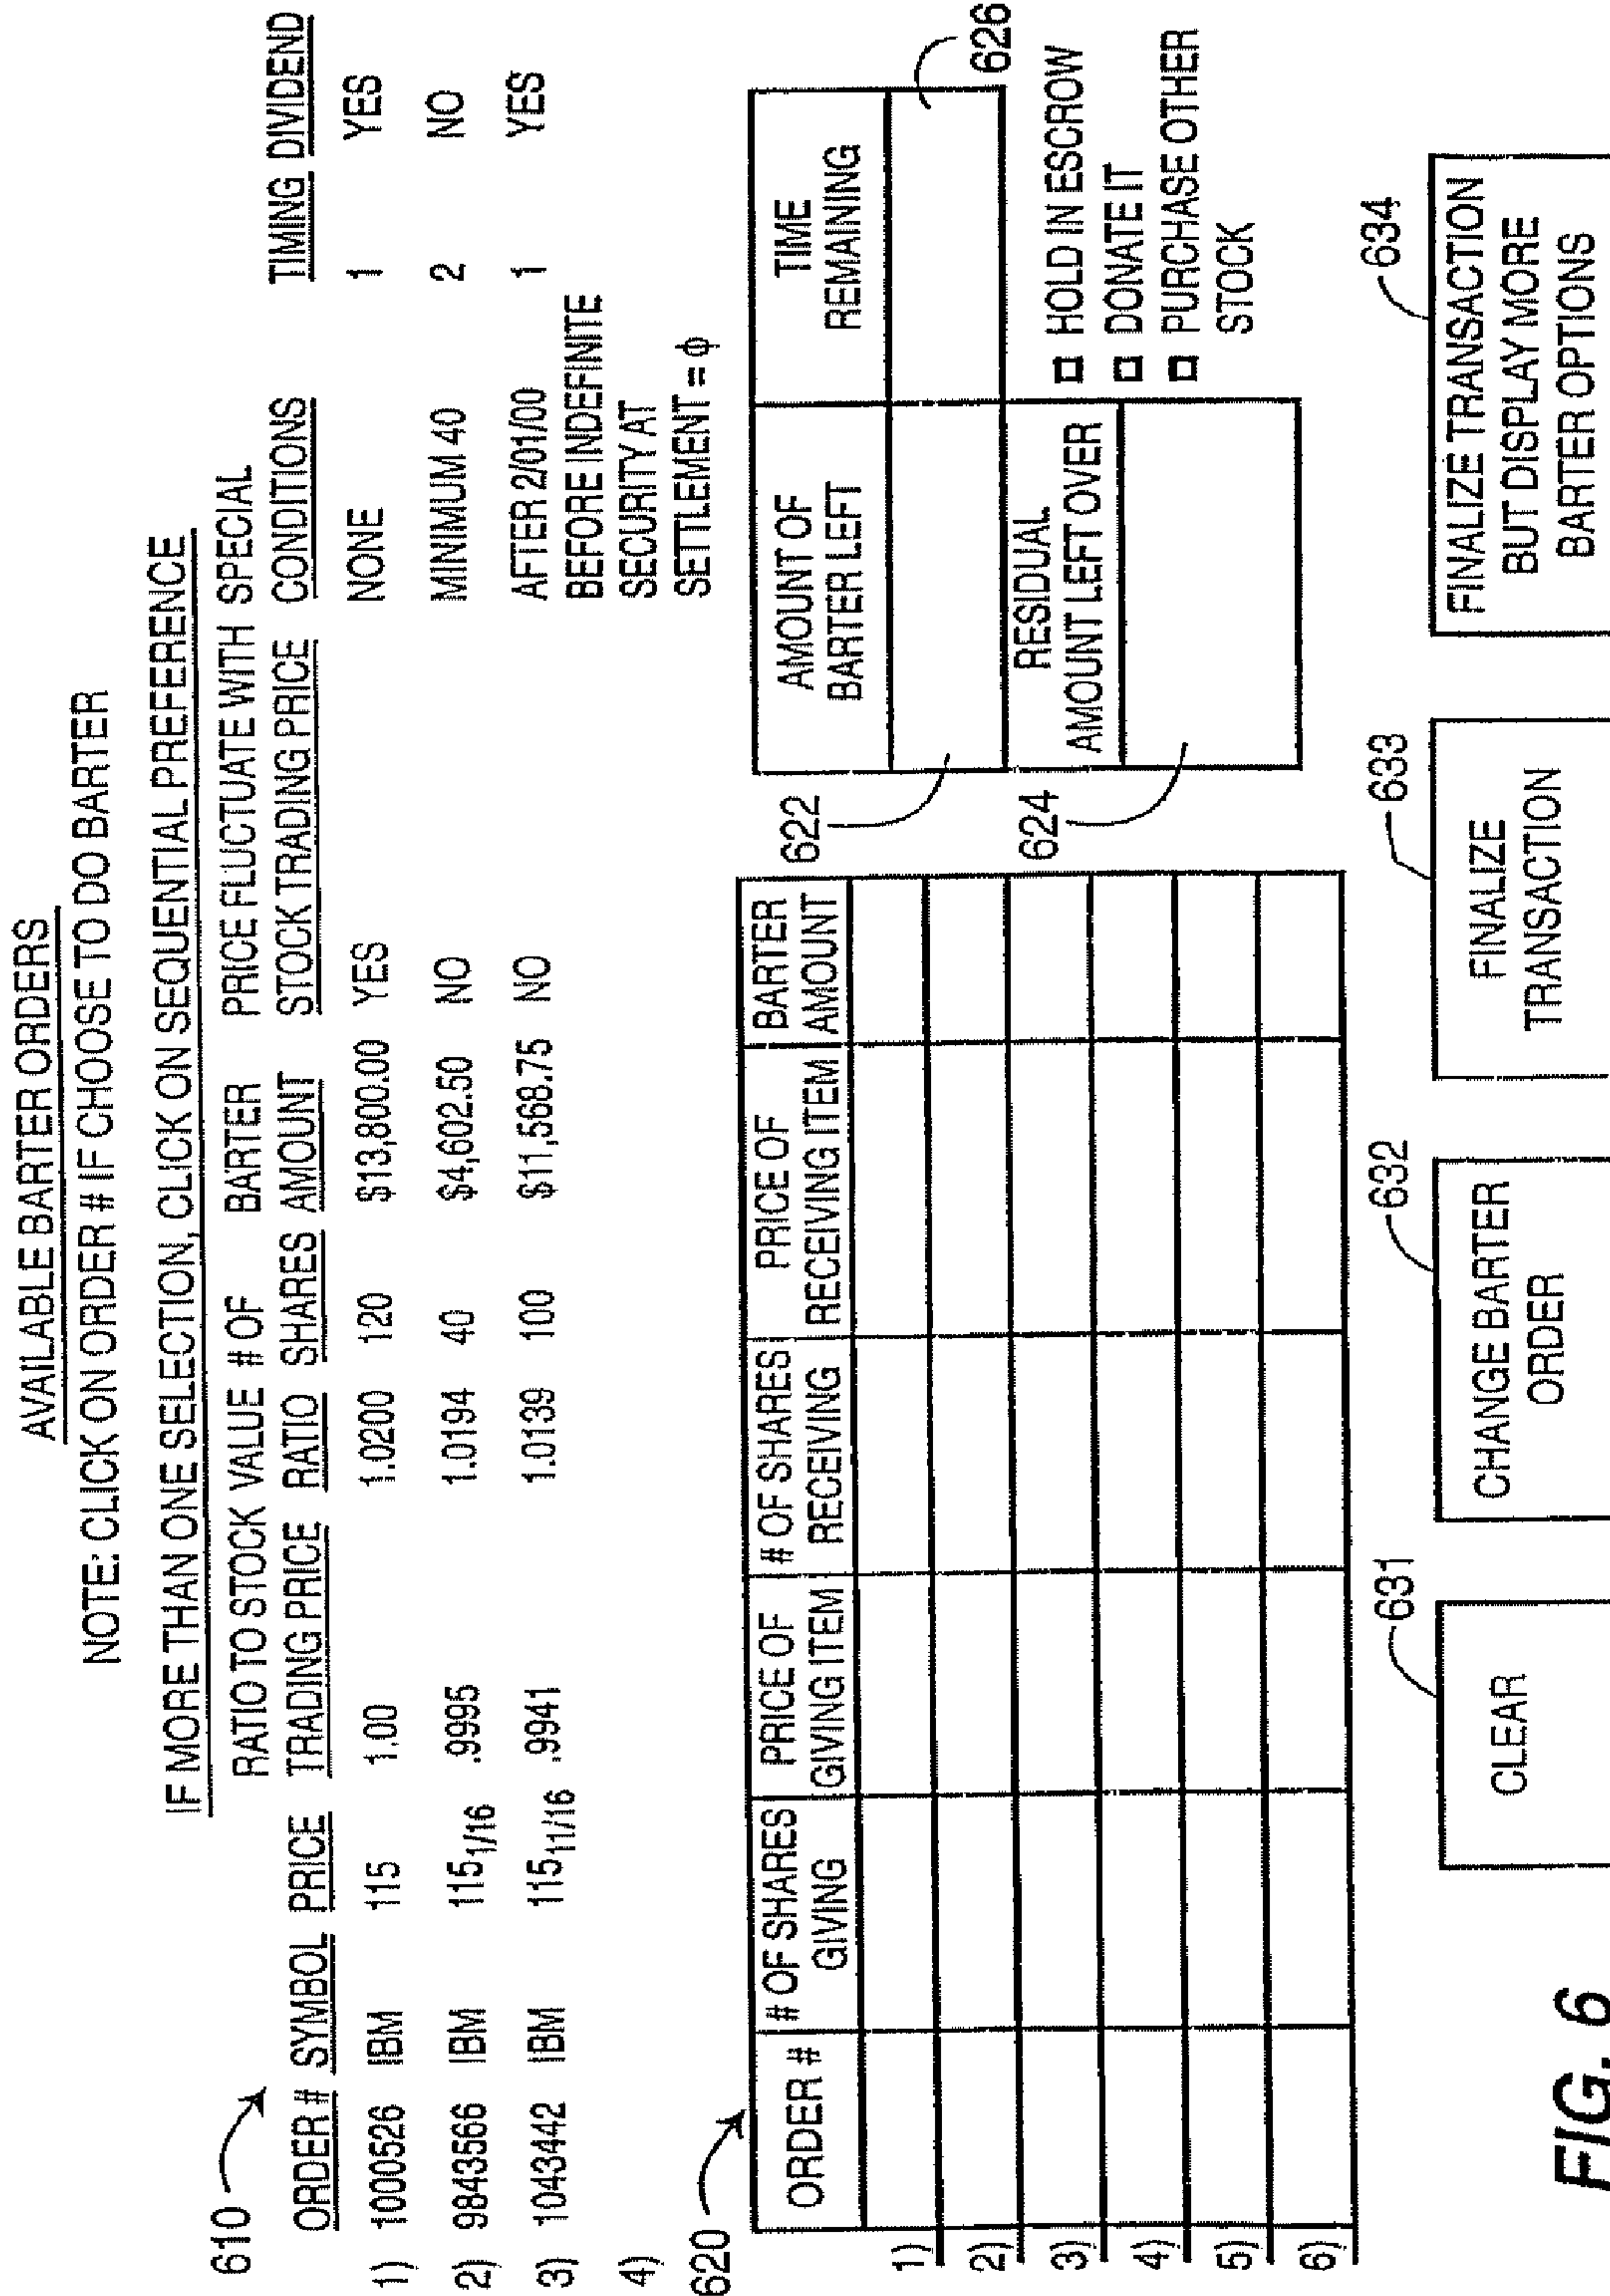 AVAILABLE BARTER ORDERS
NOTE: CLICK ON ORDER # IF CHOOSE TO DO BARTER
IF MORE THAN ONE SELECTION, CLICK ON SEQUENTIAL PREFERENCE
610
RATIO TO STOCK VALUE # OF BARTER PRICE FLUCTUATE WITH SPECIAL
ORDER # SYMBOL PRICE TRADING PRICE RATIO SHARES AMOUNT STOCK TRADING PRICE CONDITIONS TIMING DIVIDEND
1) 1000526 IBM 115 1.00 1.0200 120 $13,800.00 YES NONE 1 YES
2) 9843566 IBM 115 1/16 .9995 1.0194 40 $4,602.50 NO MINIMUM 40 2 NO
3) 1043442 IBM 115 11/16 .9941 1.0139 100 $11,568.75 NO AFTER 2/01/00 1 YES
BEFORE INDEFINITE
4) SECURITY AT
SETTLEMENT = ϕ
620
ORDER # # OF SHARES PRICE OF # OF SHARES PRICE OF BARTER
GIVING GIVING ITEM RECEIVING RECEIVING ITEM AMOUNT
1)
2)
3)
4)
5)
6)
AMOUNT OF TIME
BARTER LEFT REMAINING
622
626
RESIDUAL
AMOUNT LEFT OVER
624
HOLD IN ESCROW
DONATE IT
PURCHASE OTHER
STOCK
631
CLEAR
632
CHANGE BARTER
ORDER
633
FINALIZE
TRANSACTION
634
FINALIZE TRANSACTION
BUT DISPLAY MORE
BARTER OPTIONS
FIG. 6